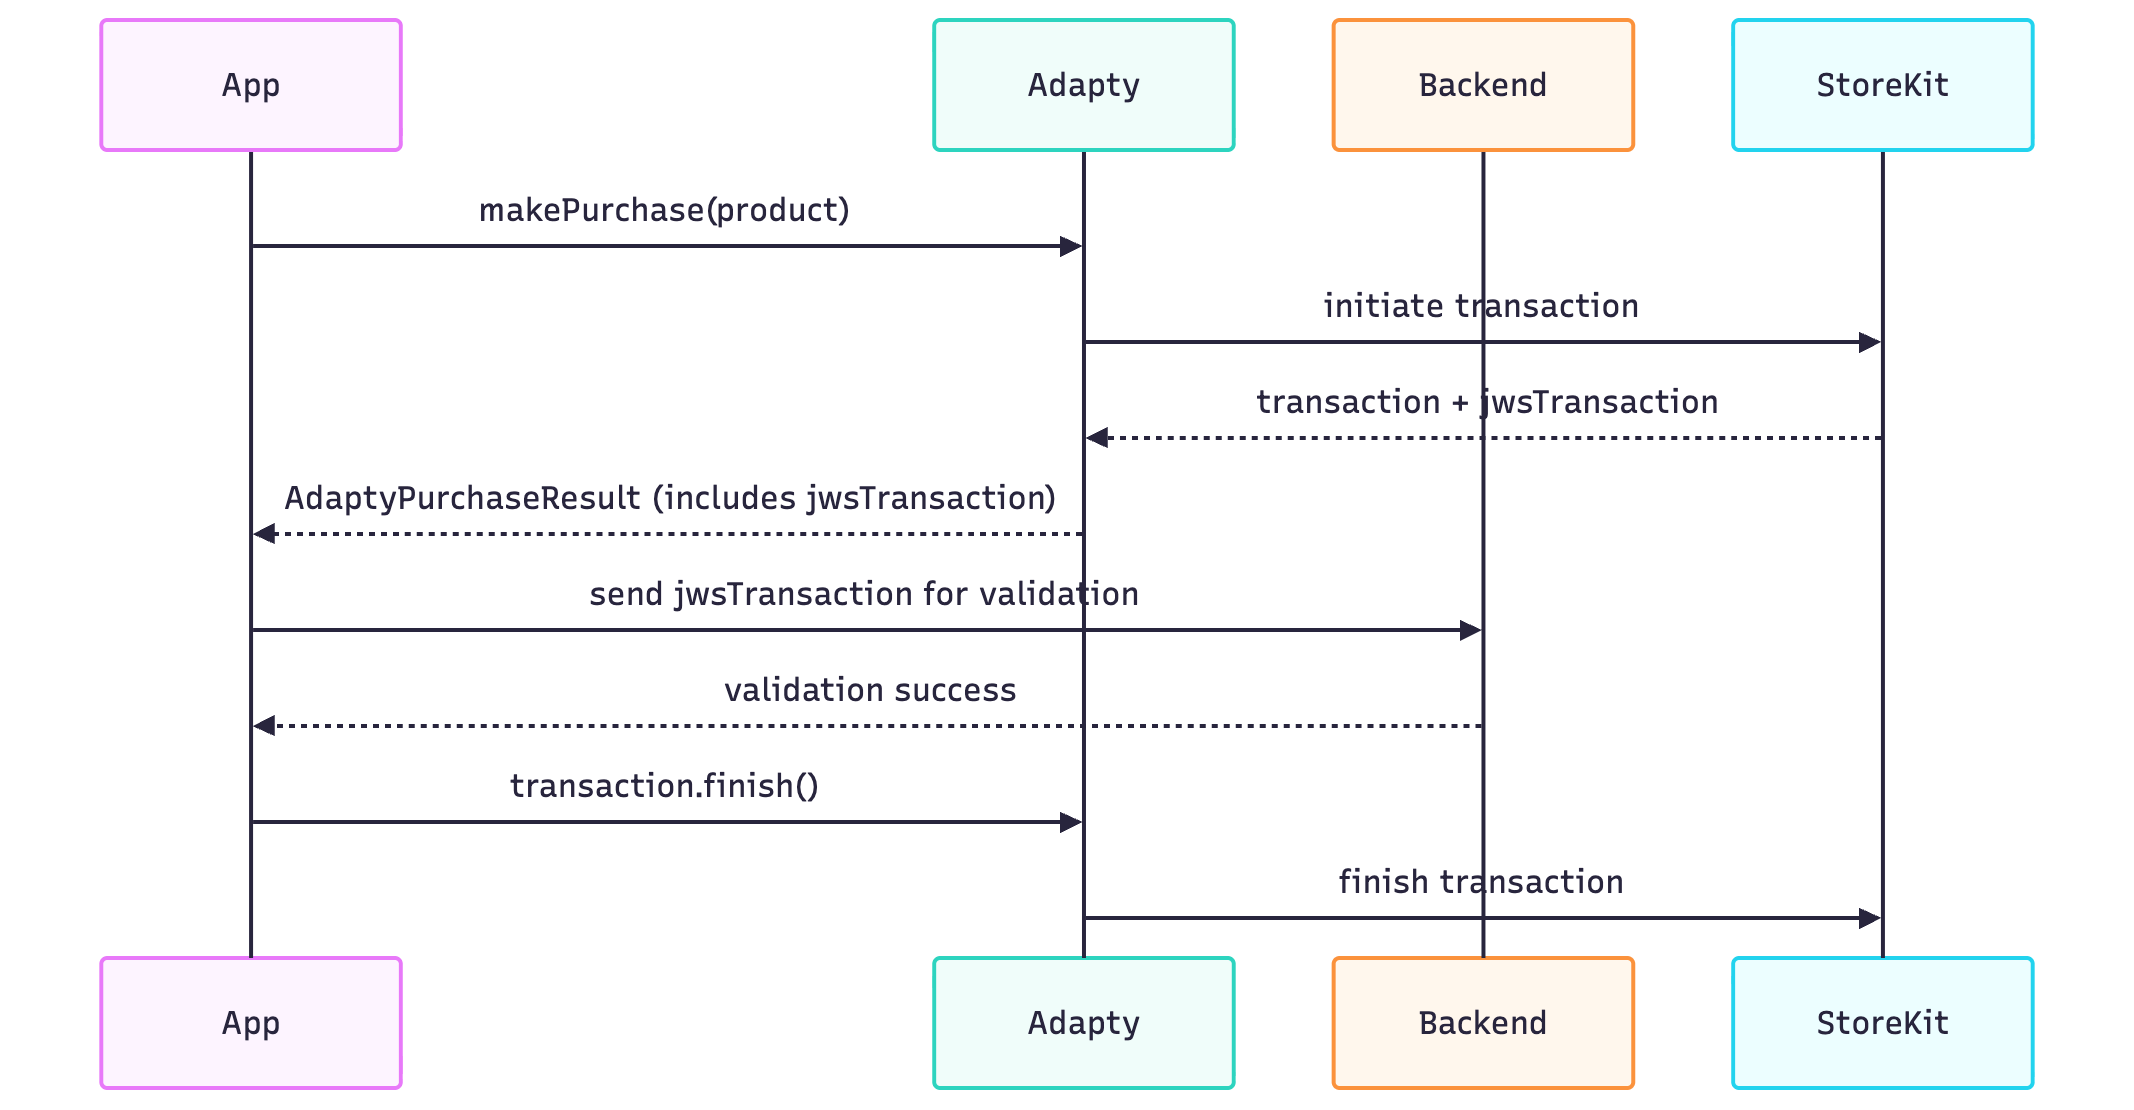 App
Adapty
Backend
StoreKit
makePurchase(product)
initiate transaction
transaction + jwsTransaction
AdaptyPurchaseResult (includes jwsTransaction)
send jwsTransaction for validation
validation success
transaction.finish()
finish transaction
App
Adapty
Backend
StoreKit